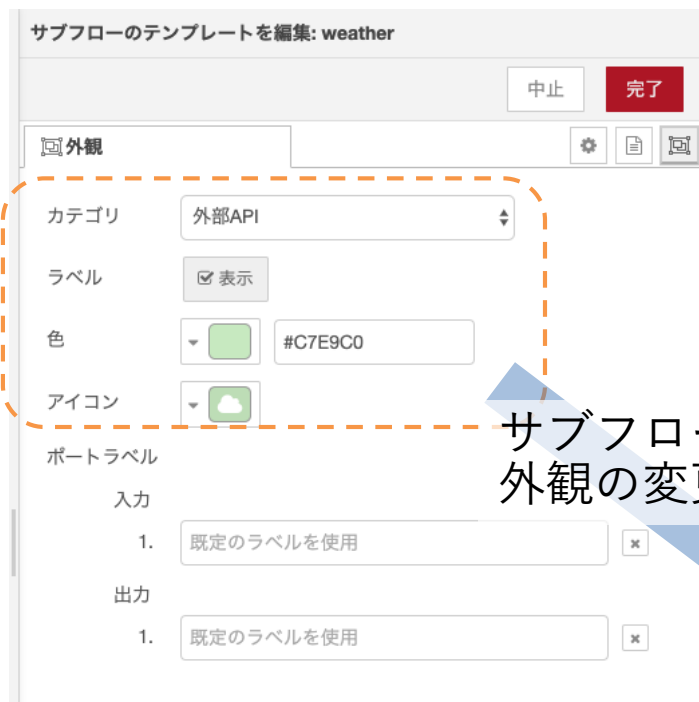 サブフローのテンプレートを編集: weather
中止 完了
外観
カテゴリ 外部API
ラベル 表示
色 #C7E9C0
アイコン
サブフロ
外観の変
ポートラベル
入力
1. 既定のラベルを使用
出力
1. 既定のラベルを使用